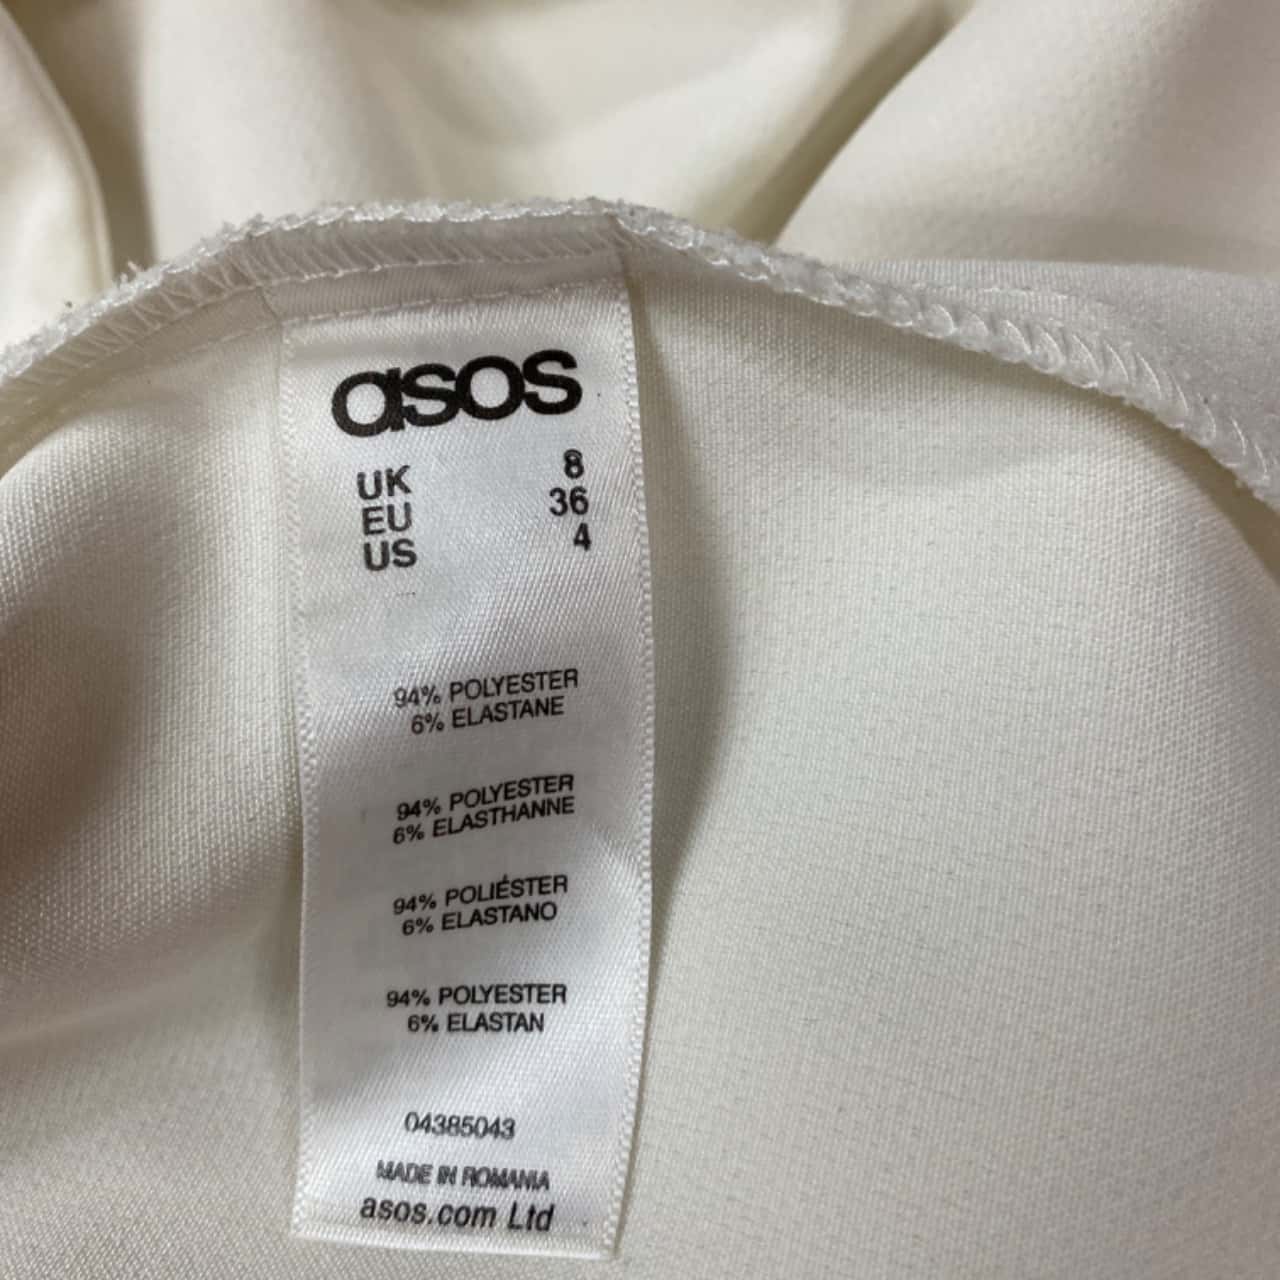 asos
UK 8
EU 36
US 4
94% POLYESTER
6% ELASTANE
94% POLYESTER
6% ELASTHANNE
94% POLIÉSTER
6% ELASTANO
94% POLYESTER
6% ELASTAN
04385043
MADE IN ROMANIA
asos.com Ltd